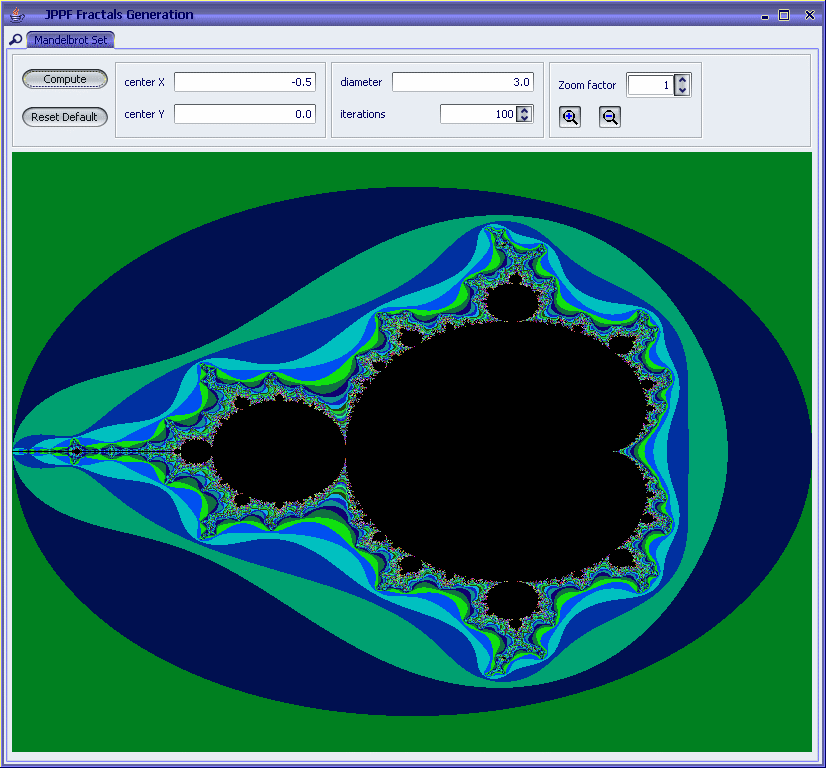 JPPF Fractals Generation
Mandelbrot Set
Compute
Reset Default
center X -0.5
center Y 0.0
diameter 3.0
iterations 100
Zoom factor 1